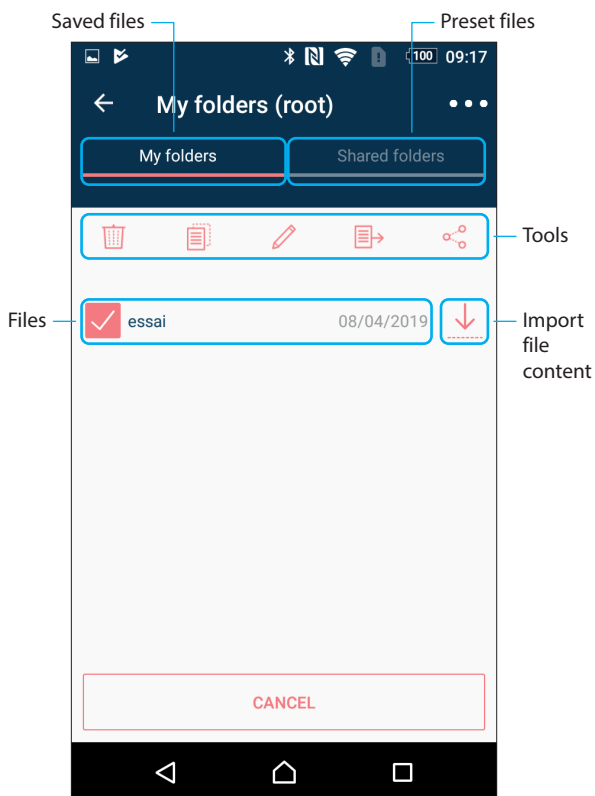 Saved files
Preset files
100 09:17
My folders (root)
My folders
Shared folders
Tools
Files
essai
08/04/2019
Import
file
content
CANCEL